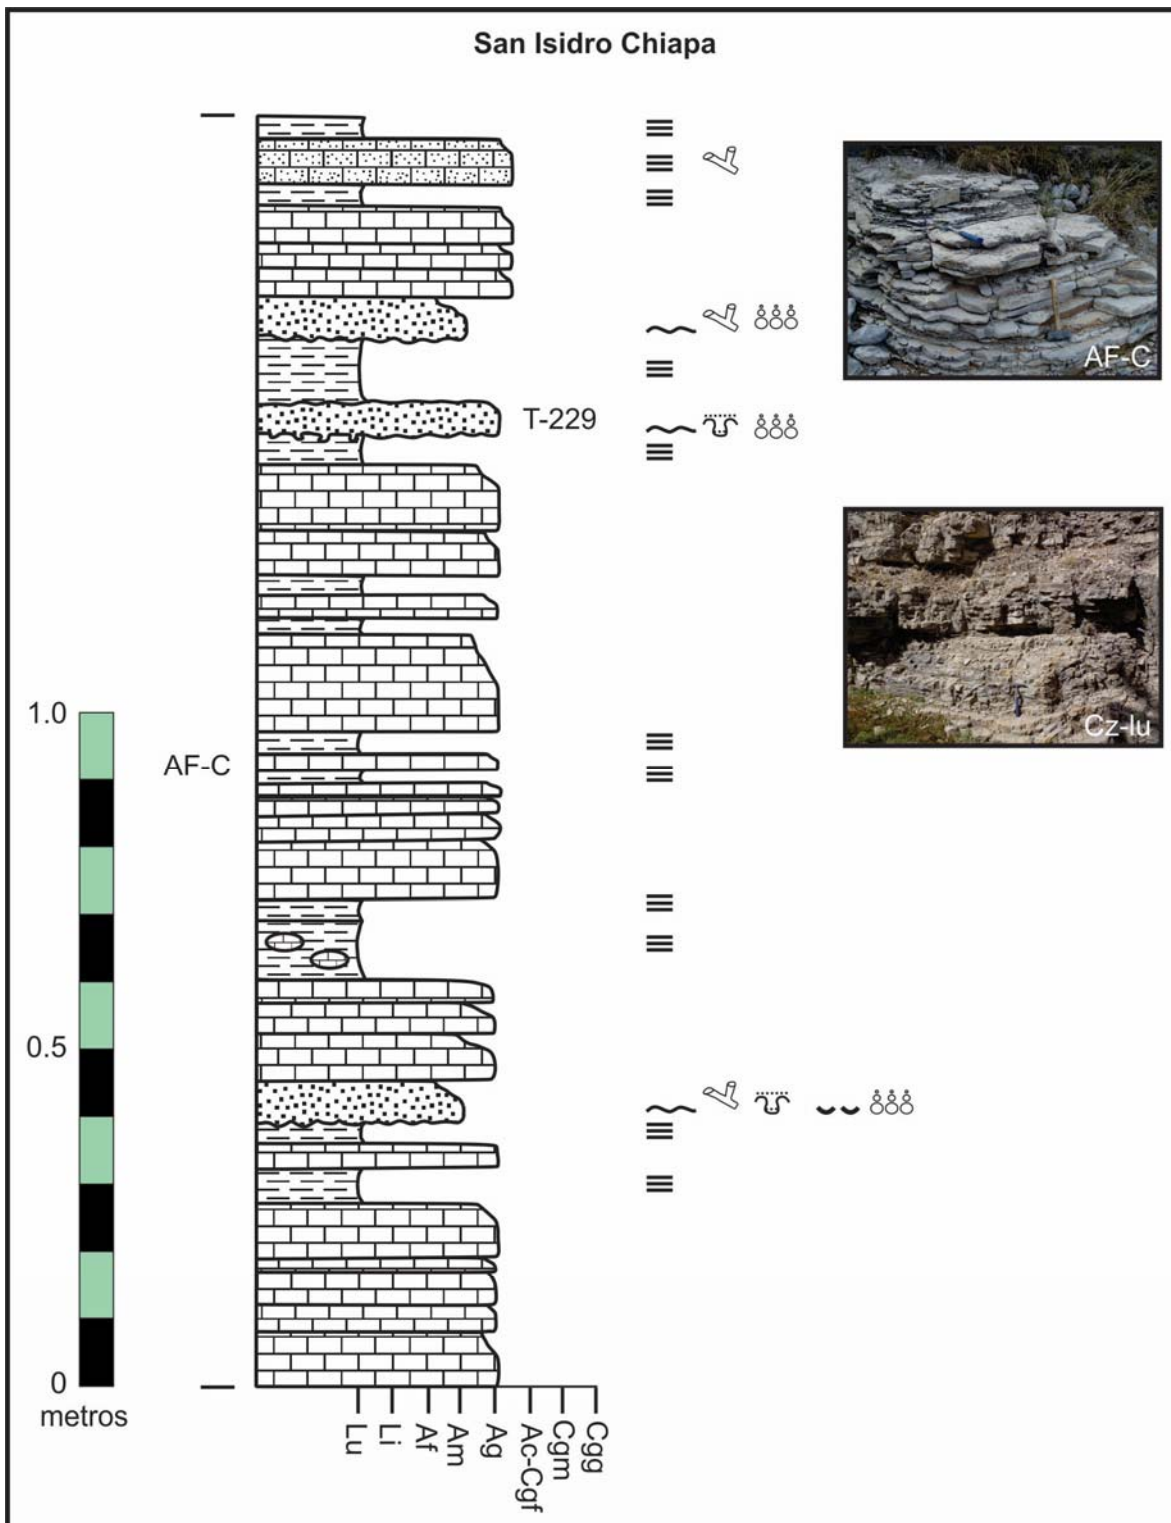 San Isidro Chiapa
AF-C
T-229
Cz-lu
1.0
AF-C
0.5
0
metros
Lu
Li
Af
Am
Ag
Ac-Cgf
Cgm
Cgg